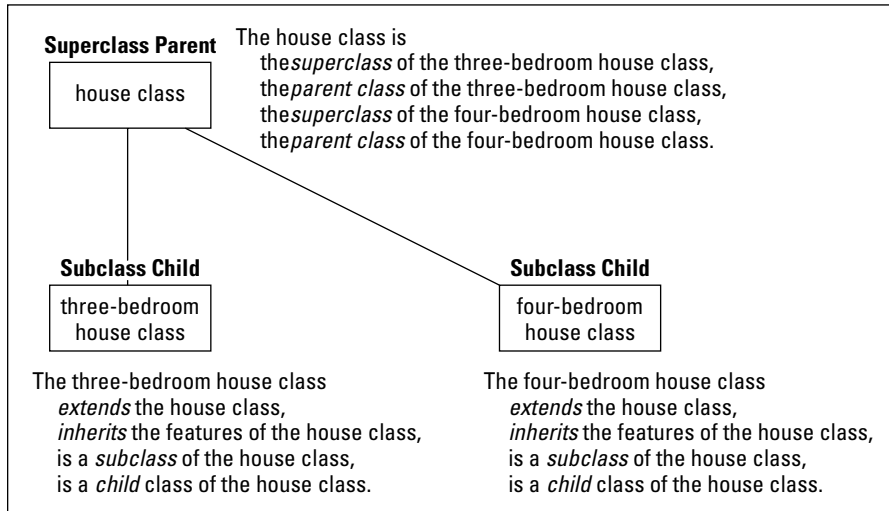 Superclass Parent
house class
The house class is
thesuperclass of the three-bedroom house class,
theparent class of the three-bedroom house class,
thesuperclass of the four-bedroom house class,
theparent class of the four-bedroom house class.
Subclass Child
three-bedroom
house class
The three-bedroom house class
extends the house class,
inherits the features of the house class,
is a subclass of the house class,
is a child class of the house class.
Subclass Child
four-bedroom
house class
The four-bedroom house class
extends the house class,
inherits the features of the house class,
is a subclass of the house class,
is a child class of the house class.